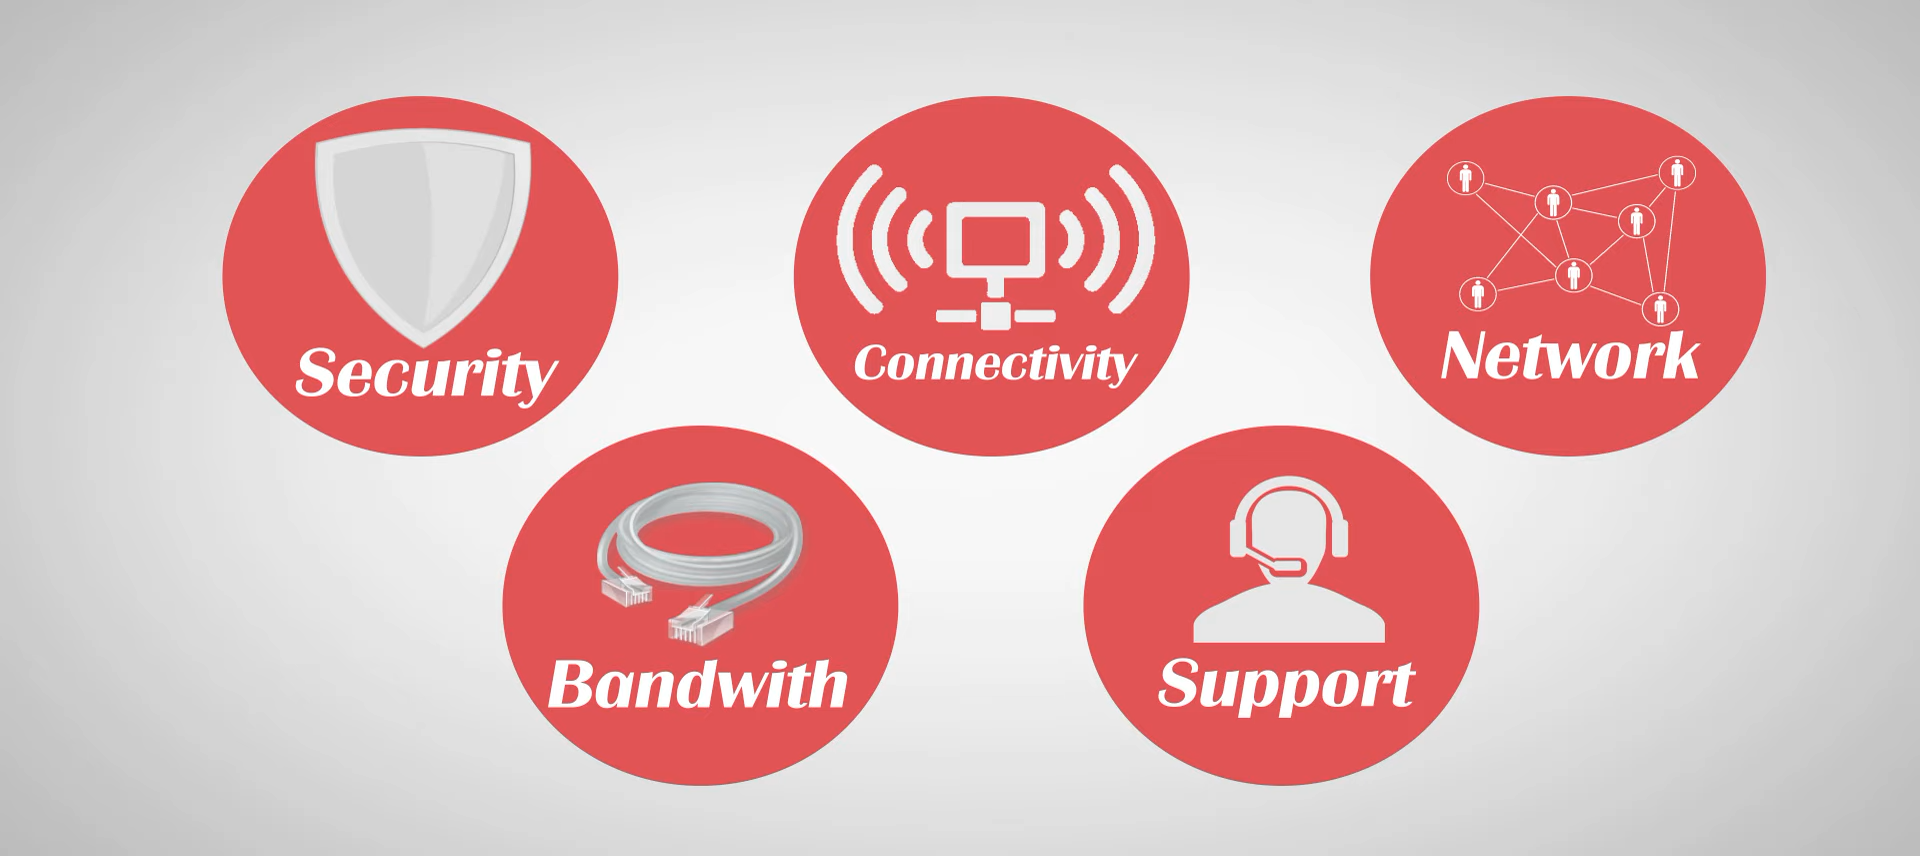 Security
Connectivity
Network
Bandwith
Support